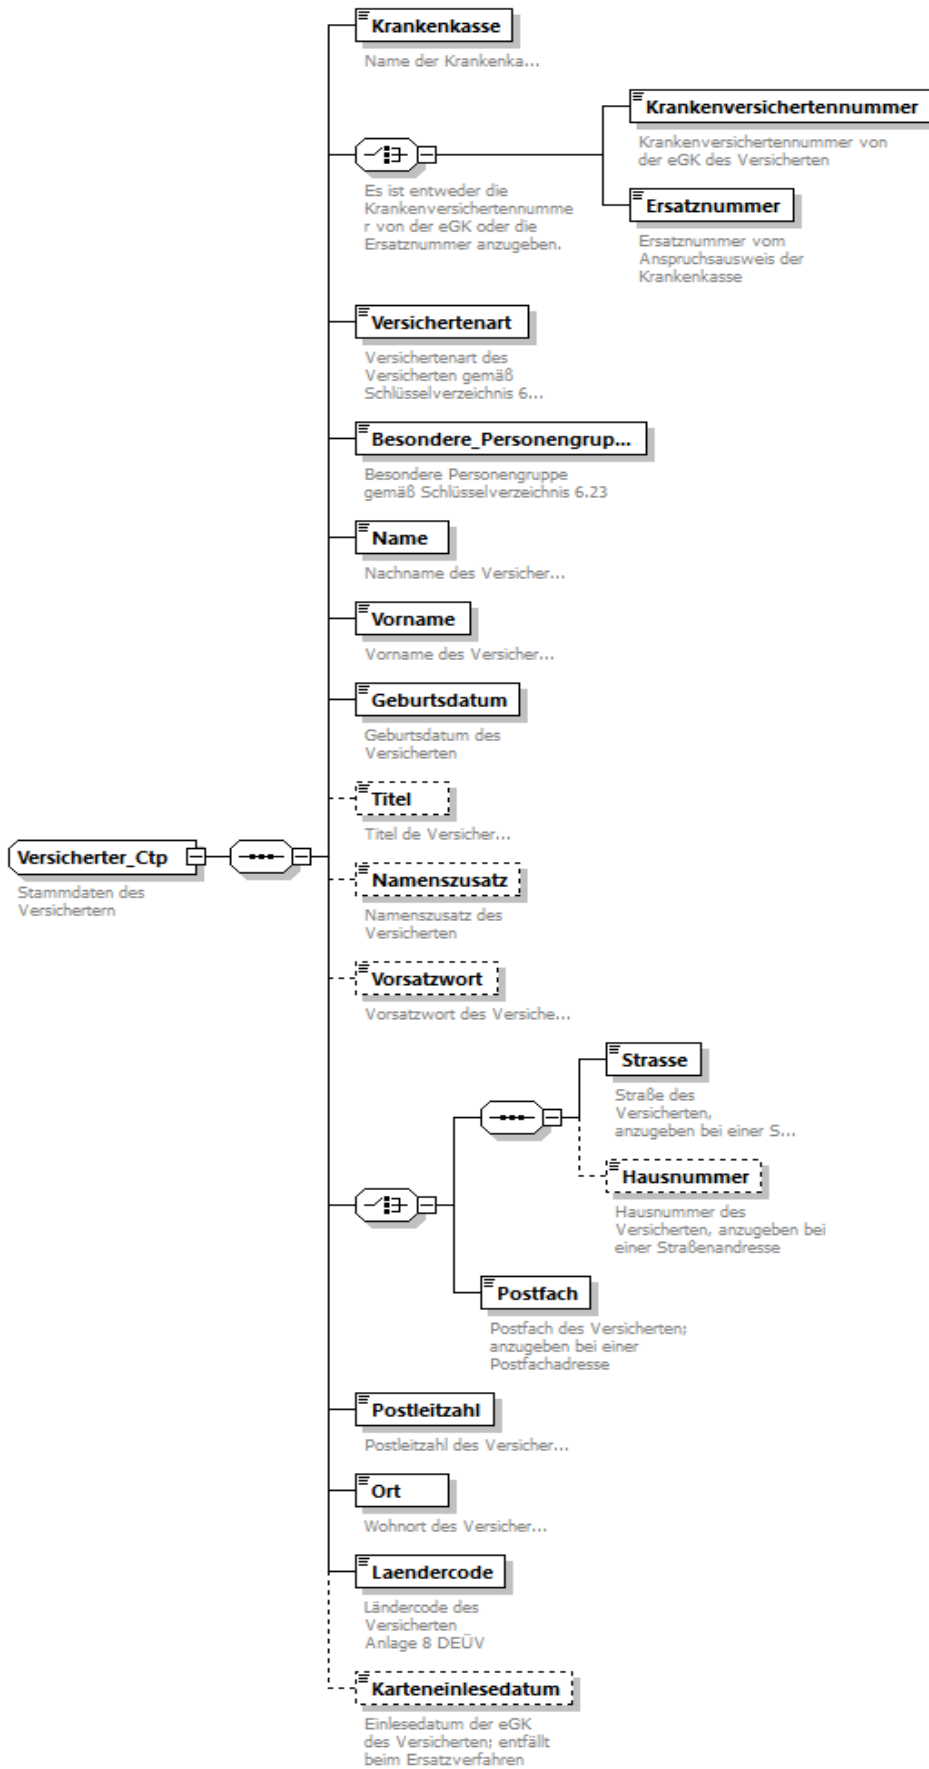 Krankenkasse
Name der Krankenka...
Krankenversichertennummer
Krankenversichertennummer von
der eGK des Versicherten
Es ist entweder die
Krankenversichertennumme
r von der eGK oder die
Ersatznummer anzugeben.
Ersatznummer
Ersatznummer vom
Anspruchsausweis der
Krankenkasse
Versichertenart
Versichertenart des
Versicherten gemäß
Schlüsselverzeichnis 6...
Besondere_Personengrup...
Besondere Personengruppe
gemäß Schlüsselverzeichnis 6.23
Name
Nachname des Versicher...
Vorname
Vorname des Versicher...
Geburtsdatum
Geburtsdatum des
Versicherten
Titel
Titel de Versicher...
Versicherter_Ctp
Stammdaten des
Versichertern
Namenszusatz
Namenszusatz des
Versicherten
Vorsatzwort
Vorsatzwort des Versiche...
Strasse
Straße des
Versicherten,
anzugeben bei einer S...
Hausnummer
Hausnummer des
Versicherten, anzugeben bei
einer Straßenandresse
Postfach
Postfach des Versicherten;
anzugeben bei einer
Postfachadresse
Postleitzahl
Postleitzahl des Versicher...
Ort
Wohnort des Versicher...
Laendercode
Ländercode des
Versicherten
Anlage 8 DEÜV
Karteneinlesedatum
Einlesedatum der eGK
des Versicherten; entfällt
beim Ersatzverfahren